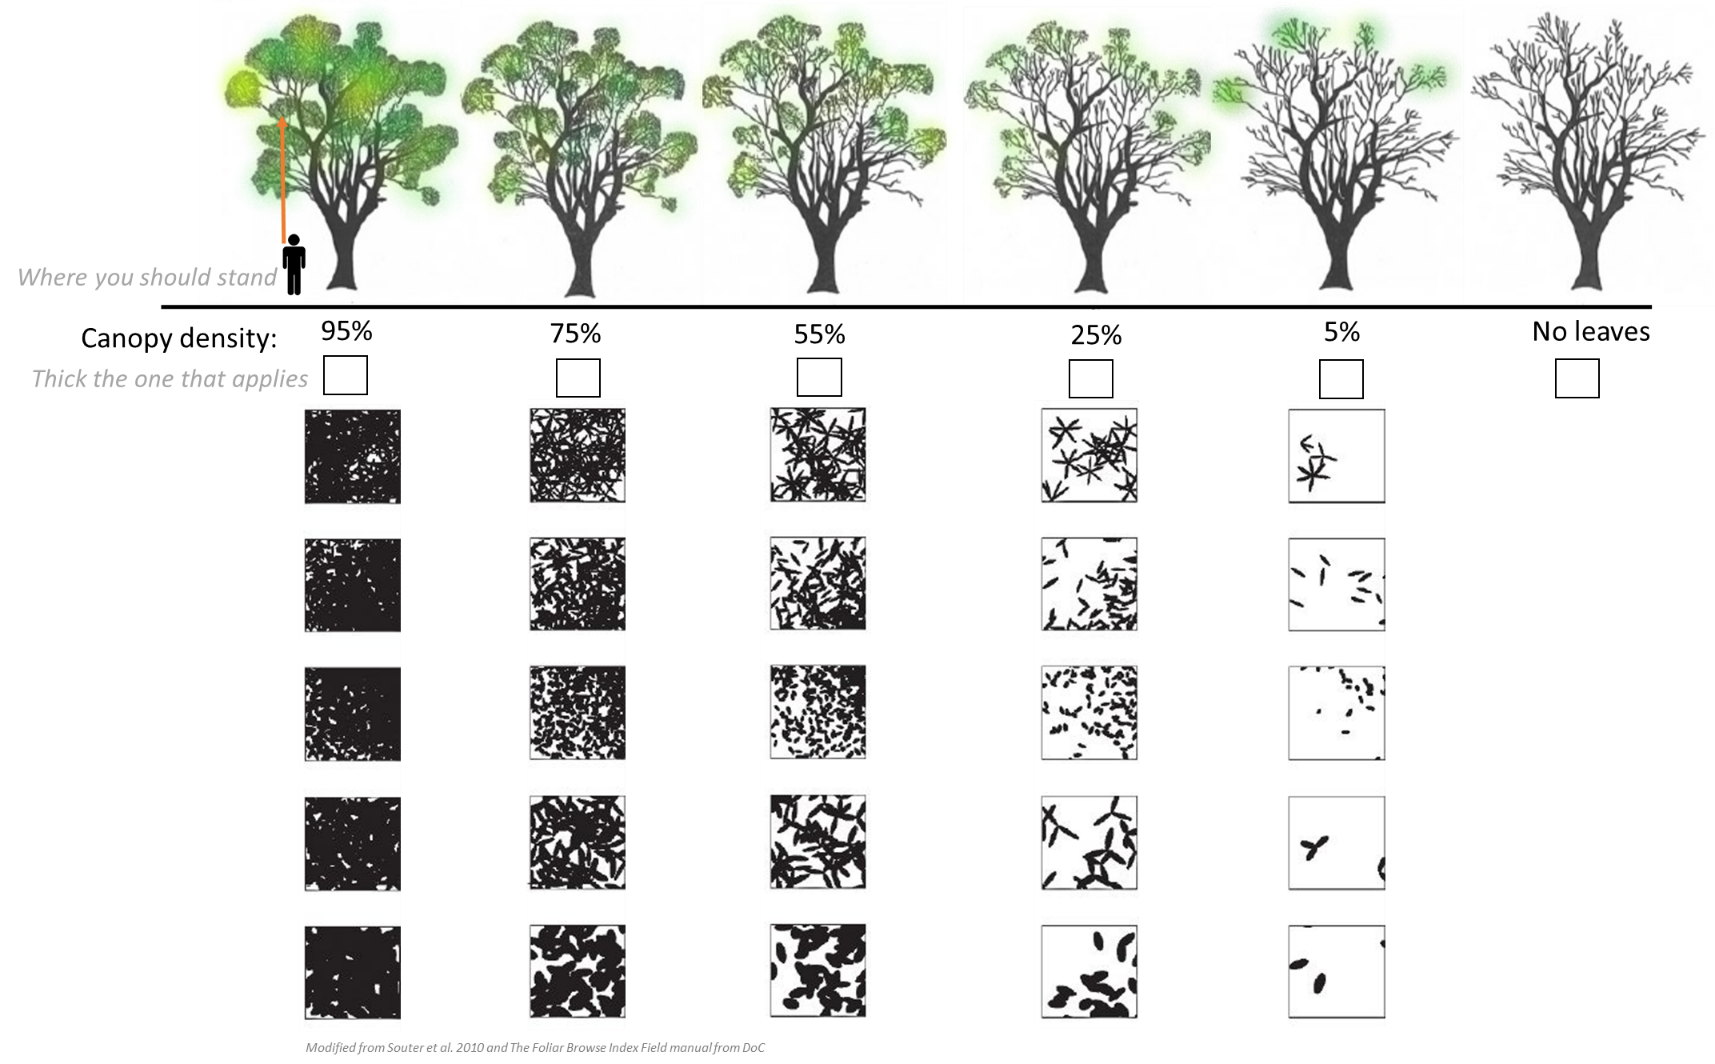 Where you should stand
Canopy density: 95% 75% 55% 25% 5% No leaves
Thick the one that applies
Modified from Souter et al. 2010 and The Foliar Browse Index Field manual from DoC